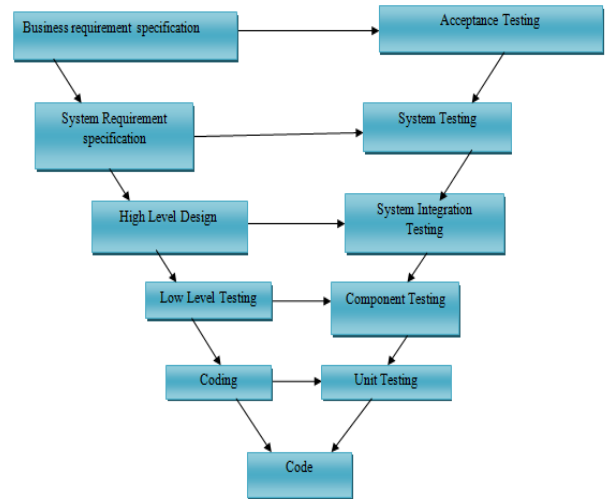 Business requirement specification
Acceptance Testing
System Requirement
specification
System Testing
High Level Design
System Integration
Testing
Low Level Testing
Component Testing
Coding
Unit Testing
Code